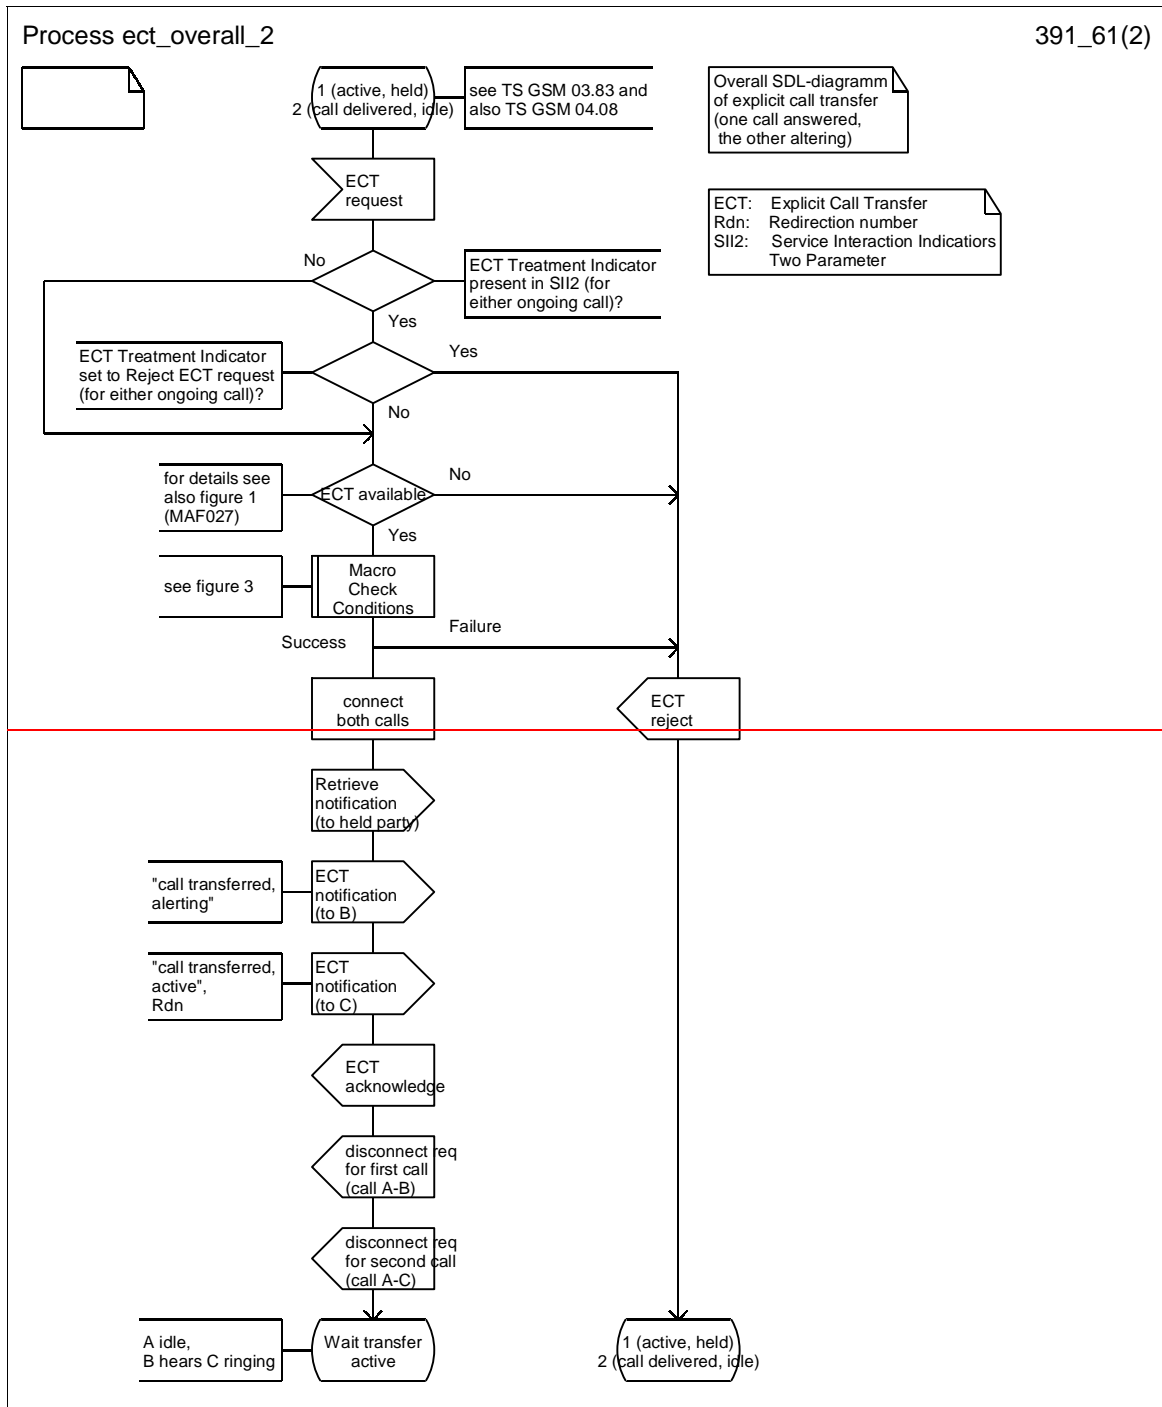 Process ect_overall_2
391_61(2)
1 (active, held)
2 (call delivered, idle)
see TS GSM 03.83 and
also TS GSM 04.08
Overall SDL-diagramm
of explicit call transfer
(one call answered,
the other altering)
ECT
request
ECT: Explicit Call Transfer
Rdn: Redirection number
SII2: Service Interaction Indicatiors
Two Parameter
No
ECT Treatment Indicator
present in SII2 (for
either ongoing call)?
Yes
ECT Treatment Indicator
set to Reject ECT request
(for either ongoing call)?
Yes
No
for details see
also figure 1
(MAF027)
ECT available
No
Yes
see figure 3
Macro
Check
Conditions
Success
Failure
connect
both calls
ECT
reject
Retrieve
notification
(to held party)
"call transferred,
alerting"
ECT
notification
(to B)
"call transferred,
active",
Rdn
ECT
notification
(to C)
ECT
acknowledge
disconnect req
for first call
(call A-B)
disconnect req
for second call
(call A-C)
A idle,
B hears C ringing
Wait transfer
active
1 (active, held)
2 (call delivered, idle)